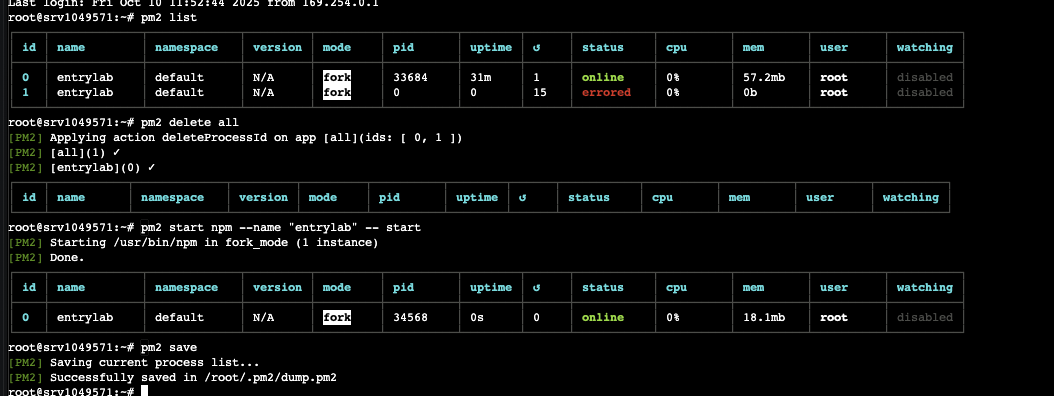 Last login: Fri Oct 10 11:52:44 2025 from 169.254.0.1
root@srv1049571:~# pm2 list
id name namespace version mode pid uptime ↺ status cpu mem user watching
0 entrylab default N/A fork 33684 31m 1 online 0% 57.2mb root disabled
1 entrylab default N/A fork 0 0 15 errored 0% 0b root disabled
root@srv1049571:~# pm2 delete all
[PM2] Applying action deleteProcessId on app [all](ids: [ 0, 1 ])
[PM2] [all](1) ✓
[PM2] [entrylab](0) ✓
id name namespace version mode pid uptime ↺ status cpu mem user watching
root@srv1049571:~# pm2 start npm --name "entrylab" -- start
[PM2] Starting /usr/bin/npm in fork_mode (1 instance)
[PM2] Done.
id name namespace version mode pid uptime ↺ status cpu mem user watching
0 entrylab default N/A fork 34568 0s 0 online 0% 18.1mb root disabled
root@srv1049571:~# pm2 save
[PM2] Saving current process list...
[PM2] Successfully saved in /root/.pm2/dump.pm2
root@srv1049571:~#